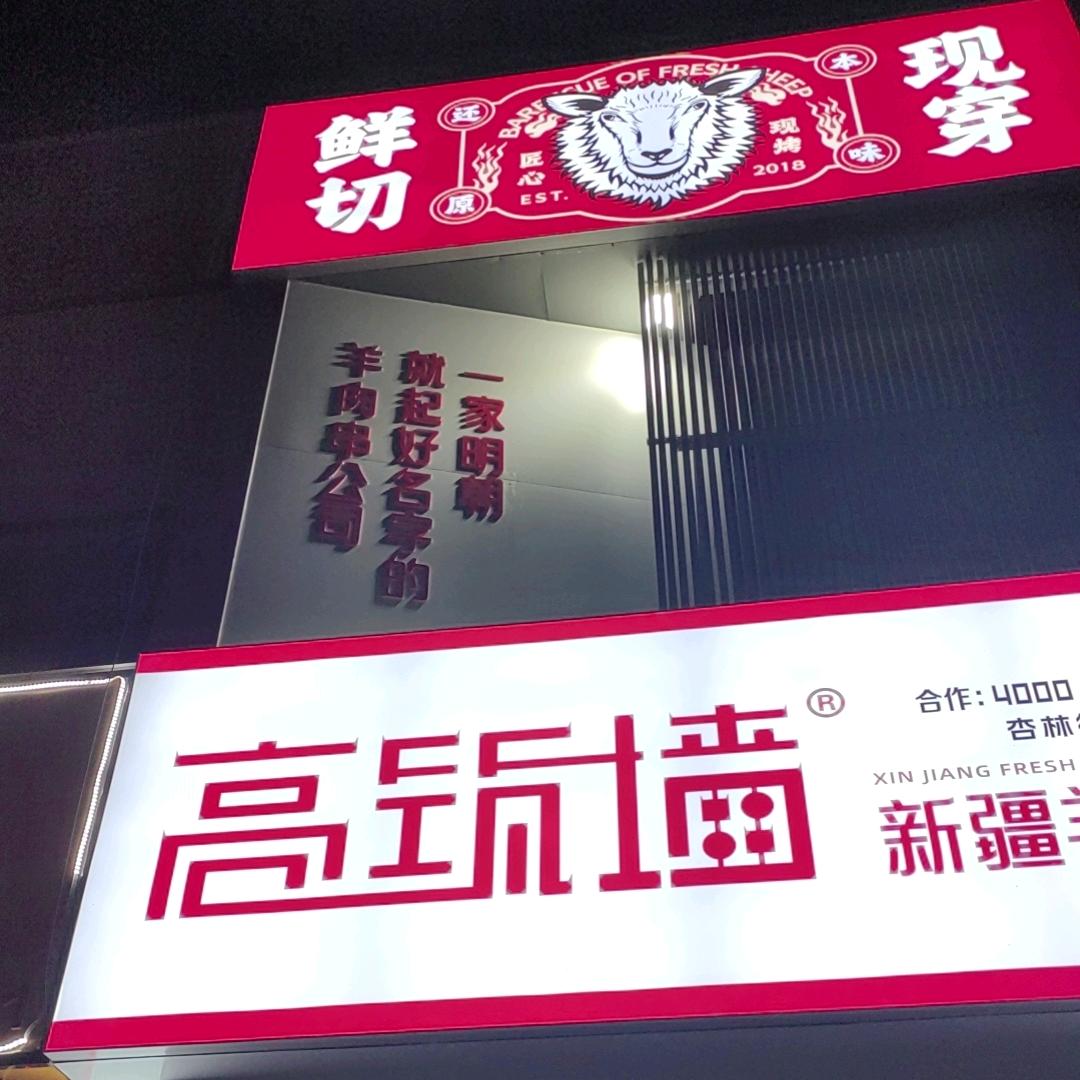 鲜切
还原
BARBECUE OF FRESH SHEEP
匠心
现烤
EST. 2018
本味
现穿
一家明朝
就起好名字的
羊肉串公司
高筑墙®
合作:4000
杏林
XIN JIANG FRESH
新疆